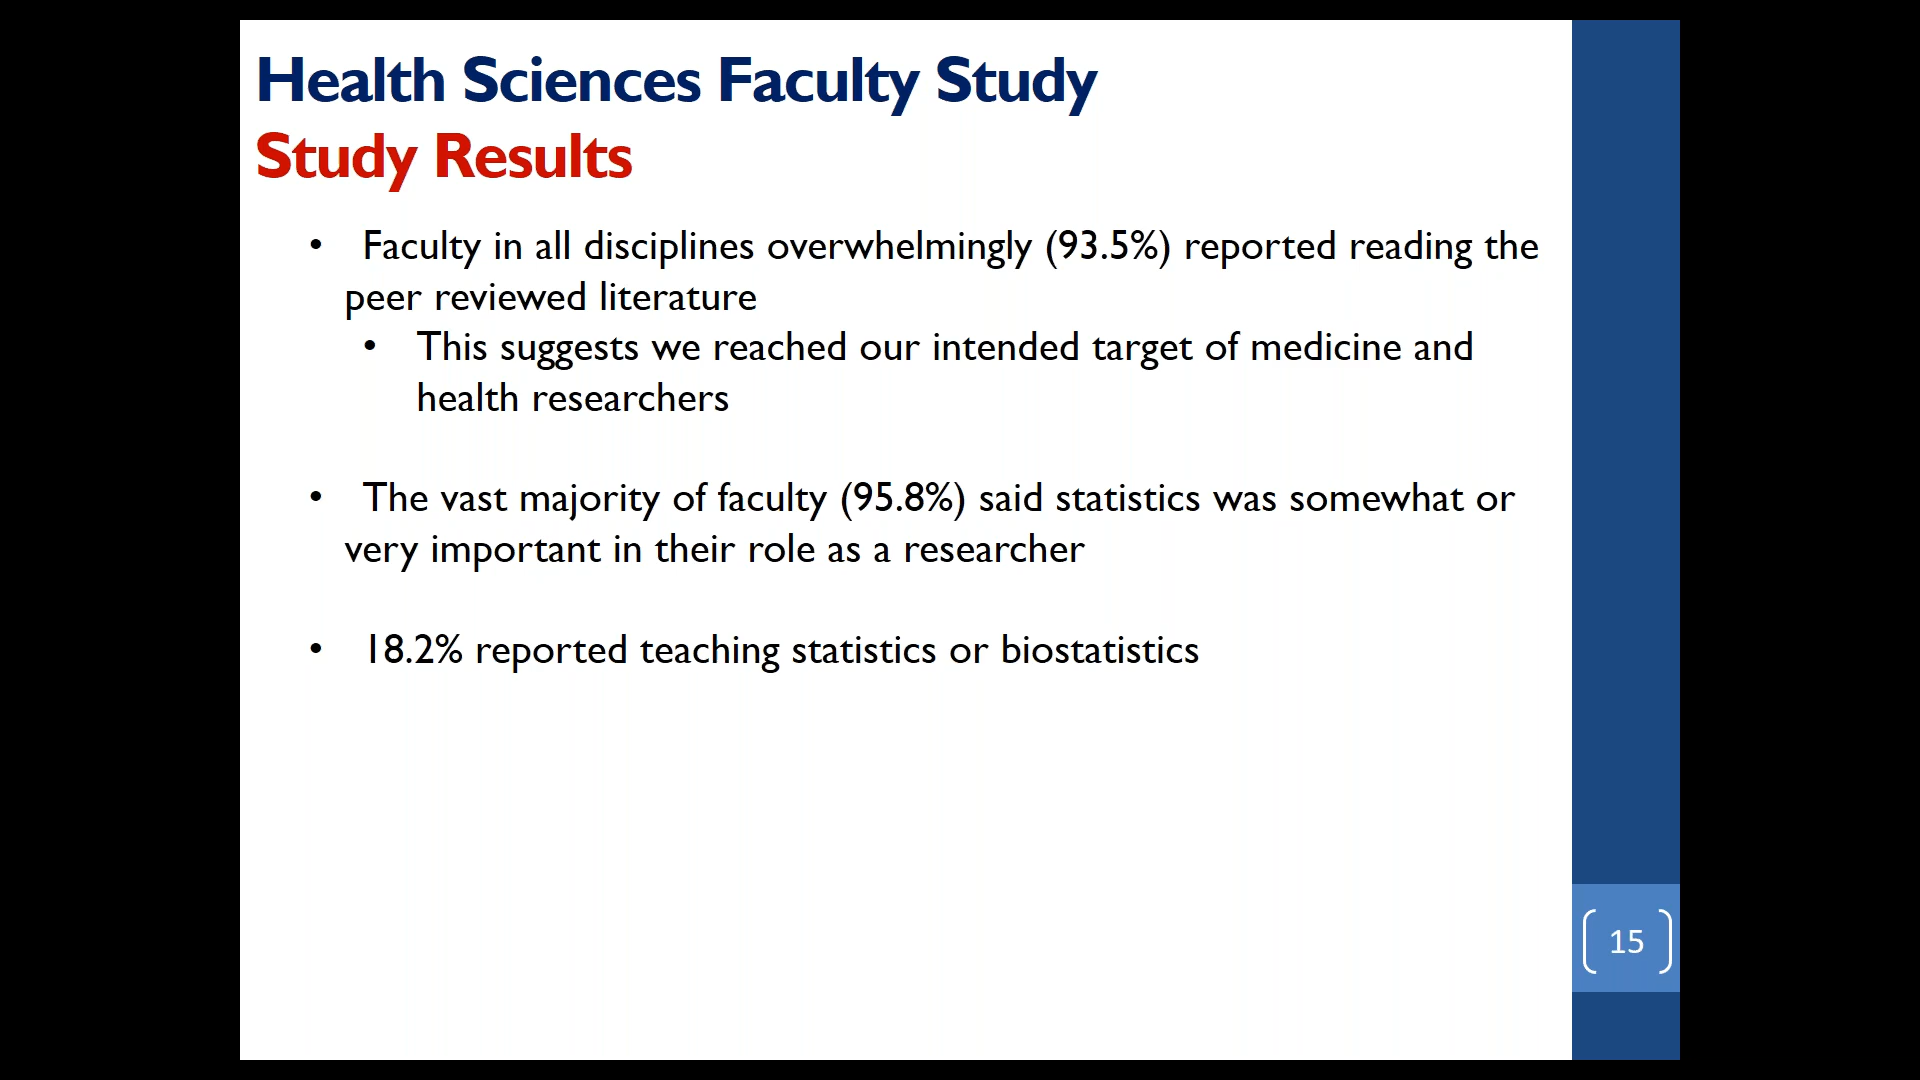 Health Sciences Faculty Study
Study Results
• Faculty in all disciplines overwhelmingly (93.5%) reported reading the
peer reviewed literature
• This suggests we reached our intended target of medicine and
health researchers
• The vast majority of faculty (95.8%) said statistics was somewhat or
very important in their role as a researcher
• 18.2% reported teaching statistics or biostatistics
15